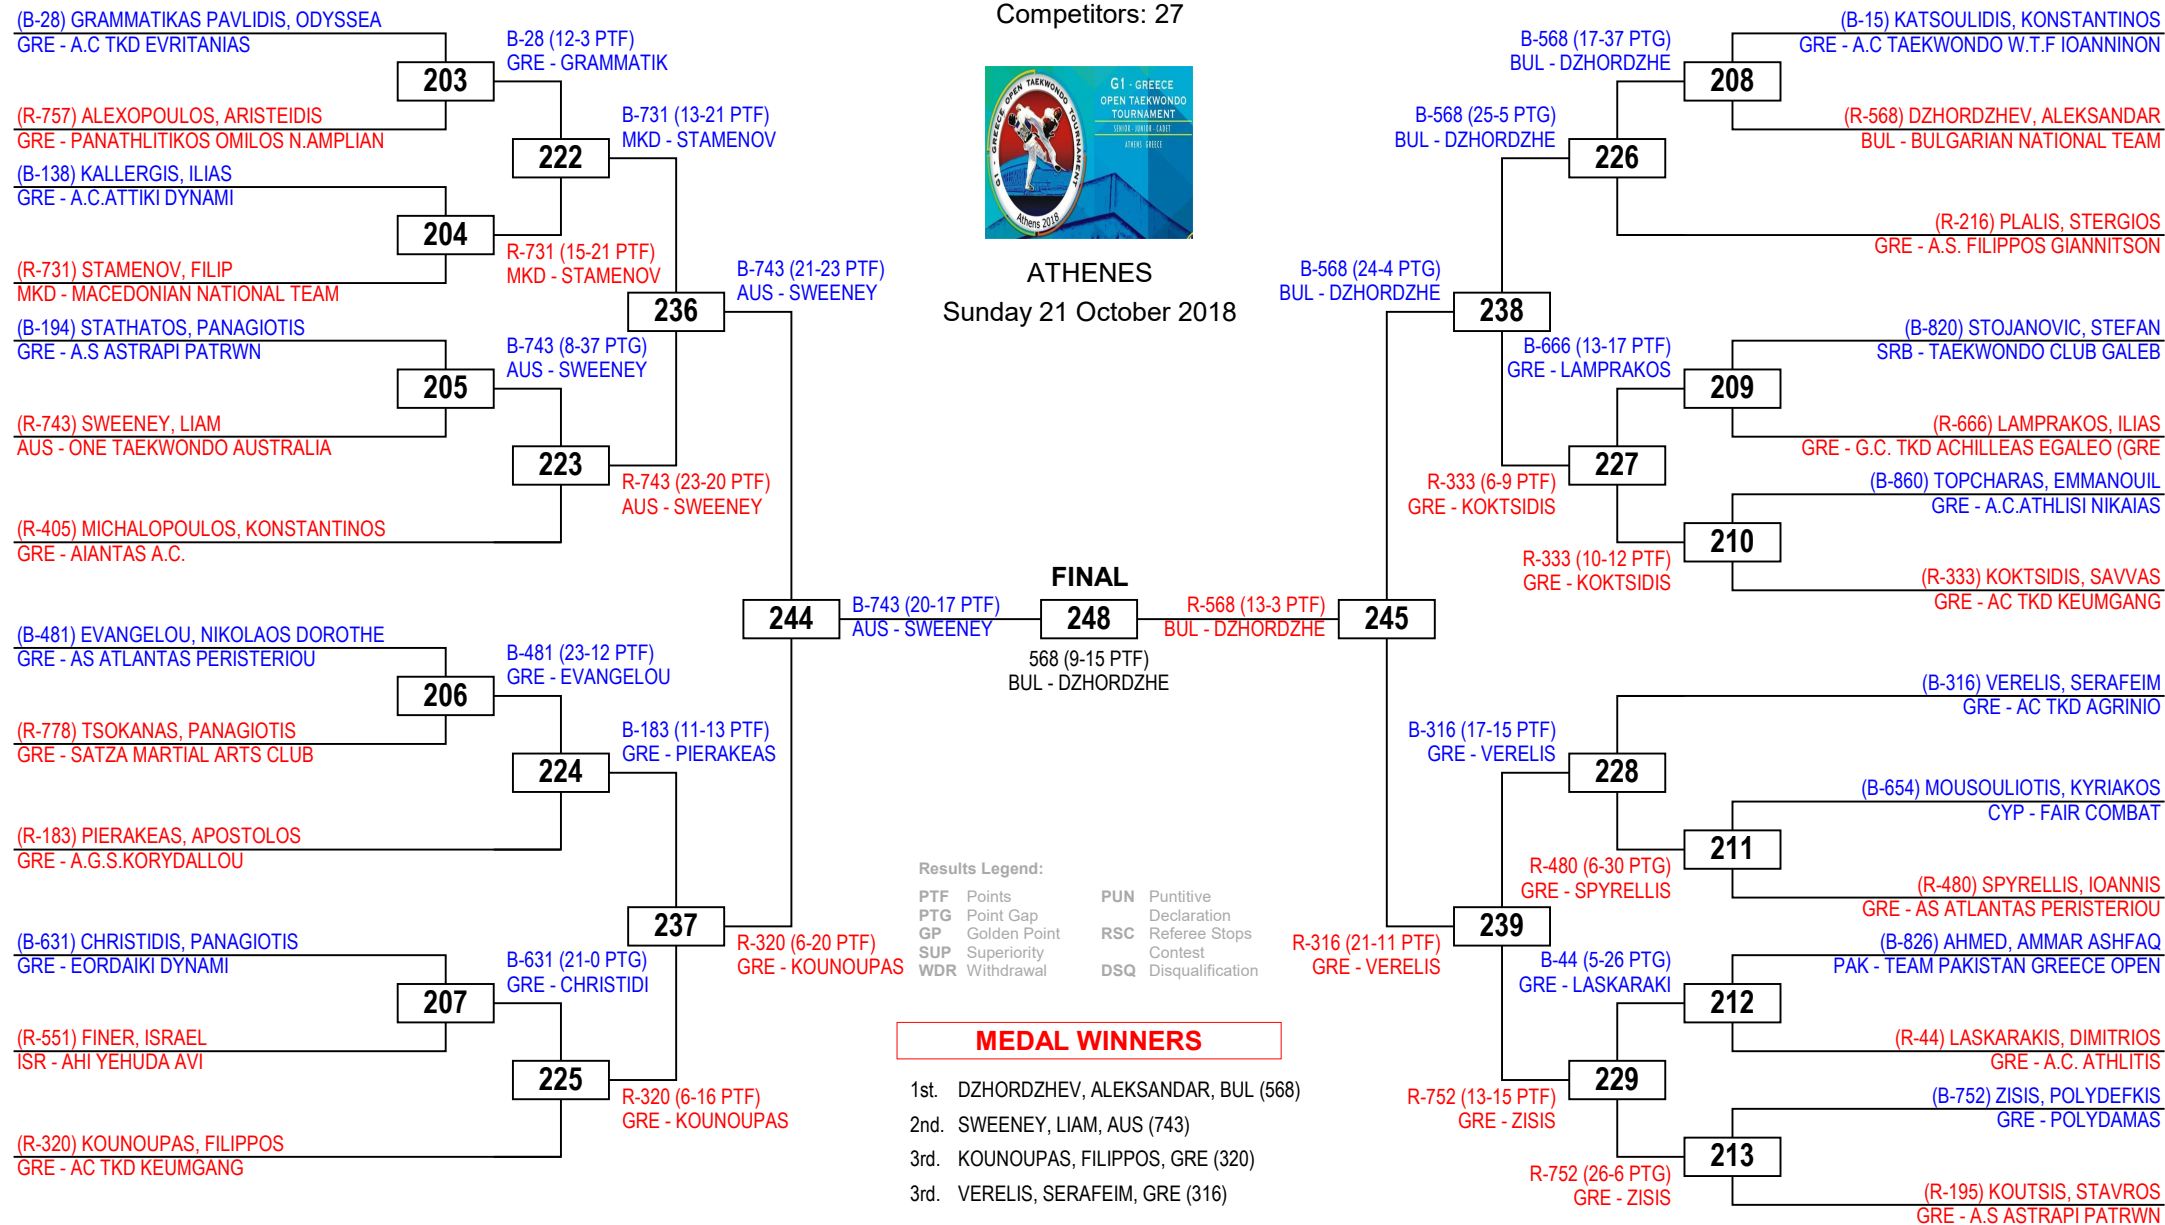 Competitors: 27
G1 - GREECE OPEN TAEKWONDO TOURNAMENT
Athens 2018
G1 - GREECE
OPEN TAEKWONDO
TOURNAMENT
SENIOR - JUNIOR - CADET
ATHENS GREECE
ATHENES
Sunday 21 October 2018
(B-28) GRAMMATIKAS PAVLIDIS, ODYSSEA
GRE - A.C TKD EVRITANIAS
203
(R-757) ALEXOPOULOS, ARISTEIDIS
GRE - PANATHLITIKOS OMILOS N.AMPLIAN
(B-138) KALLERGIS, ILIAS
GRE - A.C.ATTIKI DYNAMI
204
(R-731) STAMENOV, FILIP
MKD - MACEDONIAN NATIONAL TEAM
(B-194) STATHATOS, PANAGIOTIS
GRE - A.S ASTRAPI PATRWN
205
(R-743) SWEENEY, LIAM
AUS - ONE TAEKWONDO AUSTRALIA
(R-405) MICHALOPOULOS, KONSTANTINOS
GRE - AIANTAS A.C.
(B-481) EVANGELOU, NIKOLAOS DOROTHE
GRE - AS ATLANTAS PERISTERIOU
206
(R-778) TSOKANAS, PANAGIOTIS
GRE - SATZA MARTIAL ARTS CLUB
(R-183) PIERAKEAS, APOSTOLOS
GRE - A.G.S.KORYDALLOU
(B-631) CHRISTIDIS, PANAGIOTIS
GRE - EORDAIKI DYNAMI
207
(R-551) FINER, ISRAEL
ISR - AHI YEHUDA AVI
(R-320) KOUNOUPAS, FILIPPOS
GRE - AC TKD KEUMGANG
B-28 (12-3 PTF)
GRE - GRAMMATIK
222
R-731 (15-21 PTF)
MKD - STAMENOV
B-743 (8-37 PTG)
AUS - SWEENEY
223
B-481 (23-12 PTF)
GRE - EVANGELOU
224
B-631 (21-0 PTG)
GRE - CHRISTIDI
225
B-731 (13-21 PTF)
MKD - STAMENOV
236
R-743 (23-20 PTF)
AUS - SWEENEY
B-183 (11-13 PTF)
GRE - PIERAKEAS
237
R-320 (6-16 PTF)
GRE - KOUNOUPAS
B-743 (21-23 PTF)
AUS - SWEENEY
244
R-320 (6-20 PTF)
GRE - KOUNOUPAS
B-743 (20-17 PTF)
AUS - SWEENEY
FINAL
248
568 (9-15 PTF)
BUL - DZHORDZHE
R-568 (13-3 PTF)
BUL - DZHORDZHE
245
B-568 (24-4 PTG)
BUL - DZHORDZHE
R-316 (21-11 PTF)
GRE - VERELIS
B-568 (25-5 PTG)
BUL - DZHORDZHE
238
R-333 (6-9 PTF)
GRE - KOKTSIDIS
B-316 (17-15 PTF)
GRE - VERELIS
239
R-752 (13-15 PTF)
GRE - ZISIS
B-568 (17-37 PTG)
BUL - DZHORDZHE
226
B-666 (13-17 PTF)
GRE - LAMPRAKOS
227
R-333 (10-12 PTF)
GRE - KOKTSIDIS
228
R-480 (6-30 PTG)
GRE - SPYRELLIS
B-44 (5-26 PTG)
GRE - LASKARAKI
229
R-752 (26-6 PTG)
GRE - ZISIS
(B-15) KATSOULIDIS, KONSTANTINOS
GRE - A.C TAEKWONDO W.T.F IOANNINON
208
(R-568) DZHORDZHEV, ALEKSANDAR
BUL - BULGARIAN NATIONAL TEAM
(R-216) PLALIS, STERGIOS
GRE - A.S. FILIPPOS GIANNITSON
(B-820) STOJANOVIC, STEFAN
SRB - TAEKWONDO CLUB GALEB
209
(R-666) LAMPRAKOS, ILIAS
GRE - G.C. TKD ACHILLEAS EGALEO (GRE
(B-860) TOPCHARAS, EMMANOUIL
GRE - A.C.ATHLISI NIKAIAS
210
(R-333) KOKTSIDIS, SAVVAS
GRE - AC TKD KEUMGANG
(B-316) VERELIS, SERAFEIM
GRE - AC TKD AGRINIO
(B-654) MOUSOULIOTIS, KYRIAKOS
CYP - FAIR COMBAT
211
(R-480) SPYRELLIS, IOANNIS
GRE - AS ATLANTAS PERISTERIOU
(B-826) AHMED, AMMAR ASHFAQ
PAK - TEAM PAKISTAN GREECE OPEN
212
(R-44) LASKARAKIS, DIMITRIOS
GRE - A.C. ATHLITIS
(B-752) ZISIS, POLYDEFKIS
GRE - POLYDAMAS
213
(R-195) KOUTSIS, STAVROS
GRE - A.S ASTRAPI PATRWN
Results Legend:
PTF Points
PTG Point Gap
GP Golden Point
SUP Superiority
WDR Withdrawal
PUN Puntitive
Declaration
RSC Referee Stops
Contest
DSQ Disqualification
MEDAL WINNERS
1st. DZHORDZHEV, ALEKSANDAR, BUL (568)
2nd. SWEENEY, LIAM, AUS (743)
3rd. KOUNOUPAS, FILIPPOS, GRE (320)
3rd. VERELIS, SERAFEIM, GRE (316)